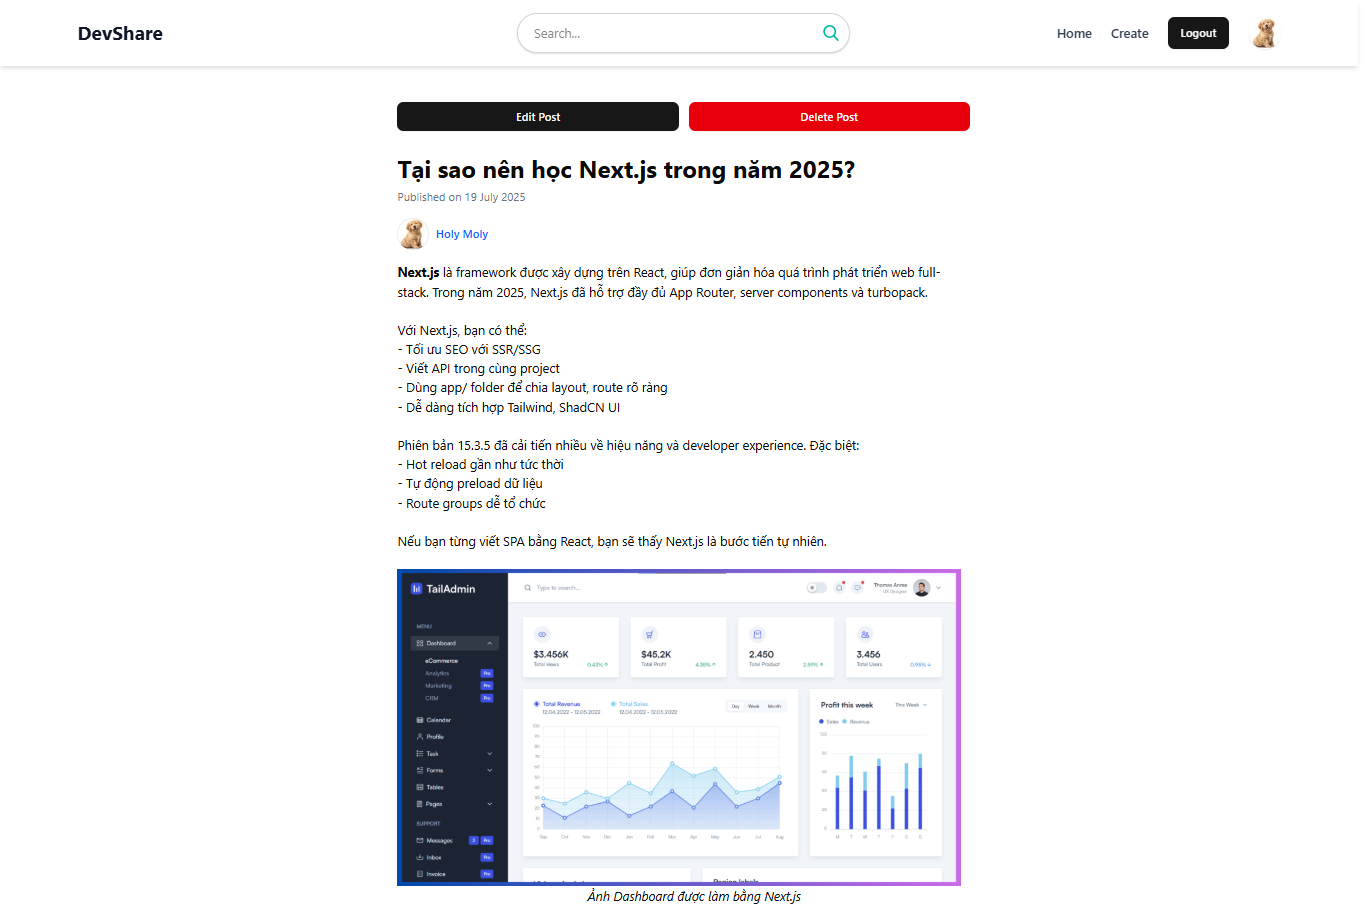 DevShare
Search...
Home
Create
Logout
Edit Post
Delete Post
Tại sao nên học Next.js trong năm 2025?
Published on 19 July 2025
Holy Moly
Next.js là framework được xây dựng trên React, giúp đơn giản hóa quá trình phát triển web full-
stack. Trong năm 2025, Next.js đã hỗ trợ đầy đủ App Router, server components và turbopack.
Với Next.js, bạn có thể:
- Tối ưu SEO với SSR/SSG
- Viết API trong cùng project
- Dùng app/ folder để chia layout, route rõ ràng
- Dễ dàng tích hợp Tailwind, ShadCN UI
Phiên bản 15.3.5 đã cải tiến nhiều về hiệu năng và developer experience. Đặc biệt:
- Hot reload gần như tức thời
- Tự động preload dữ liệu
- Route groups dễ tổ chức
Nếu bạn từng viết SPA bằng React, bạn sẽ thấy Next.js là bước tiến tự nhiên.
TailAdmin
Type to search...
Thomas Anree
UX Designer
MENU
Dashboard
eCommerce
Analytics Pro
Marketing Pro
CRM Pro
Calendar
Profile
Task
Forms
Tables
Pages
SUPPORT
Messages 5 Pro
Inbox Pro
Invoice Pro
$3.456K
Total views 0.43%
$45,2K
Total Profit 4.35%
2.450
Total Product 2.59%
3.456
Total Users 0.95%
Total Revenue
12.04.2022 - 12.05.2022
Total Sales
12.04.2022 - 12.05.2022
Day Week Month
100
90
80
70
60
50
40
30
20
10
0
Sep Oct Nov Dec Jan Feb Mar Apr May Jun Jul Aug
Profit this week
This Week
Sales Revenue
100
80
60
40
20
0
M T W T F S S
Region labels
Ảnh Dashboard được làm bằng Next.js